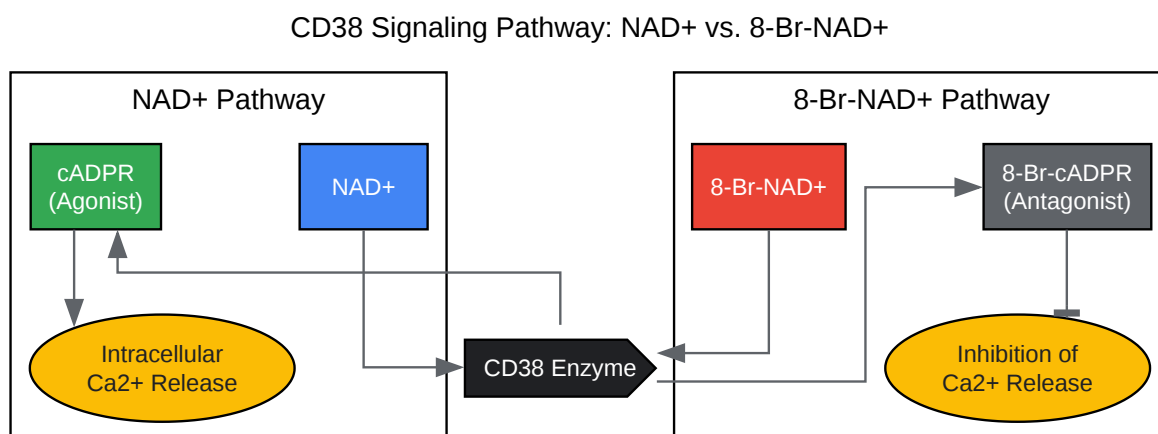 CD38 Signaling Pathway: NAD+ vs. 8-Br-NAD+
NAD+ Pathway
cADPR
(Agonist)
NAD+
Intracellular
Ca2+ Release
CD38 Enzyme
8-Br-NAD+ Pathway
8-Br-NAD+
8-Br-cADPR
(Antagonist)
Inhibition of
Ca2+ Release